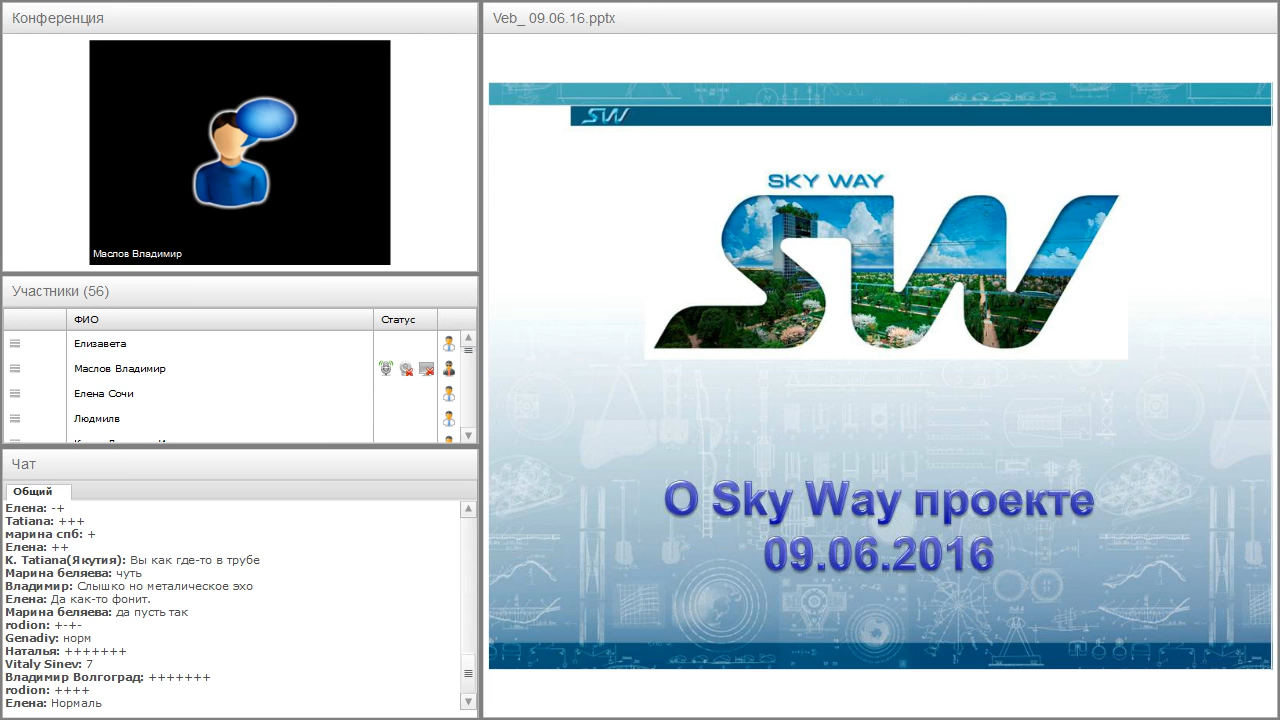 Конференция
Маслов Владимир
Участники (56)
ФИО
Статус
Елизавета
Маслов Владимир
Елена Сочи
Людмилв
Чат
Общий
Елена: -+
Tatiana: +++
марина спб: +
Елена: ++
K. Tatiana(Якутия): Вы как где-то в трубе
Марина беляева: чуть
Владимир: Слышко но металическое эхо
Елена: Да как-то фонит.
Марина беляева: да пусть так
rodion: +-+-
Genadiy: норм
Наталья: +++++++
Vitaly Sinev: 7
Владимир Волгоград: +++++++
rodion: ++++
Елена: Нормаль
Veb_ 09.06.16.pptx
SW
SKY WAY
SW
О Sky Way проекте
09.06.2016